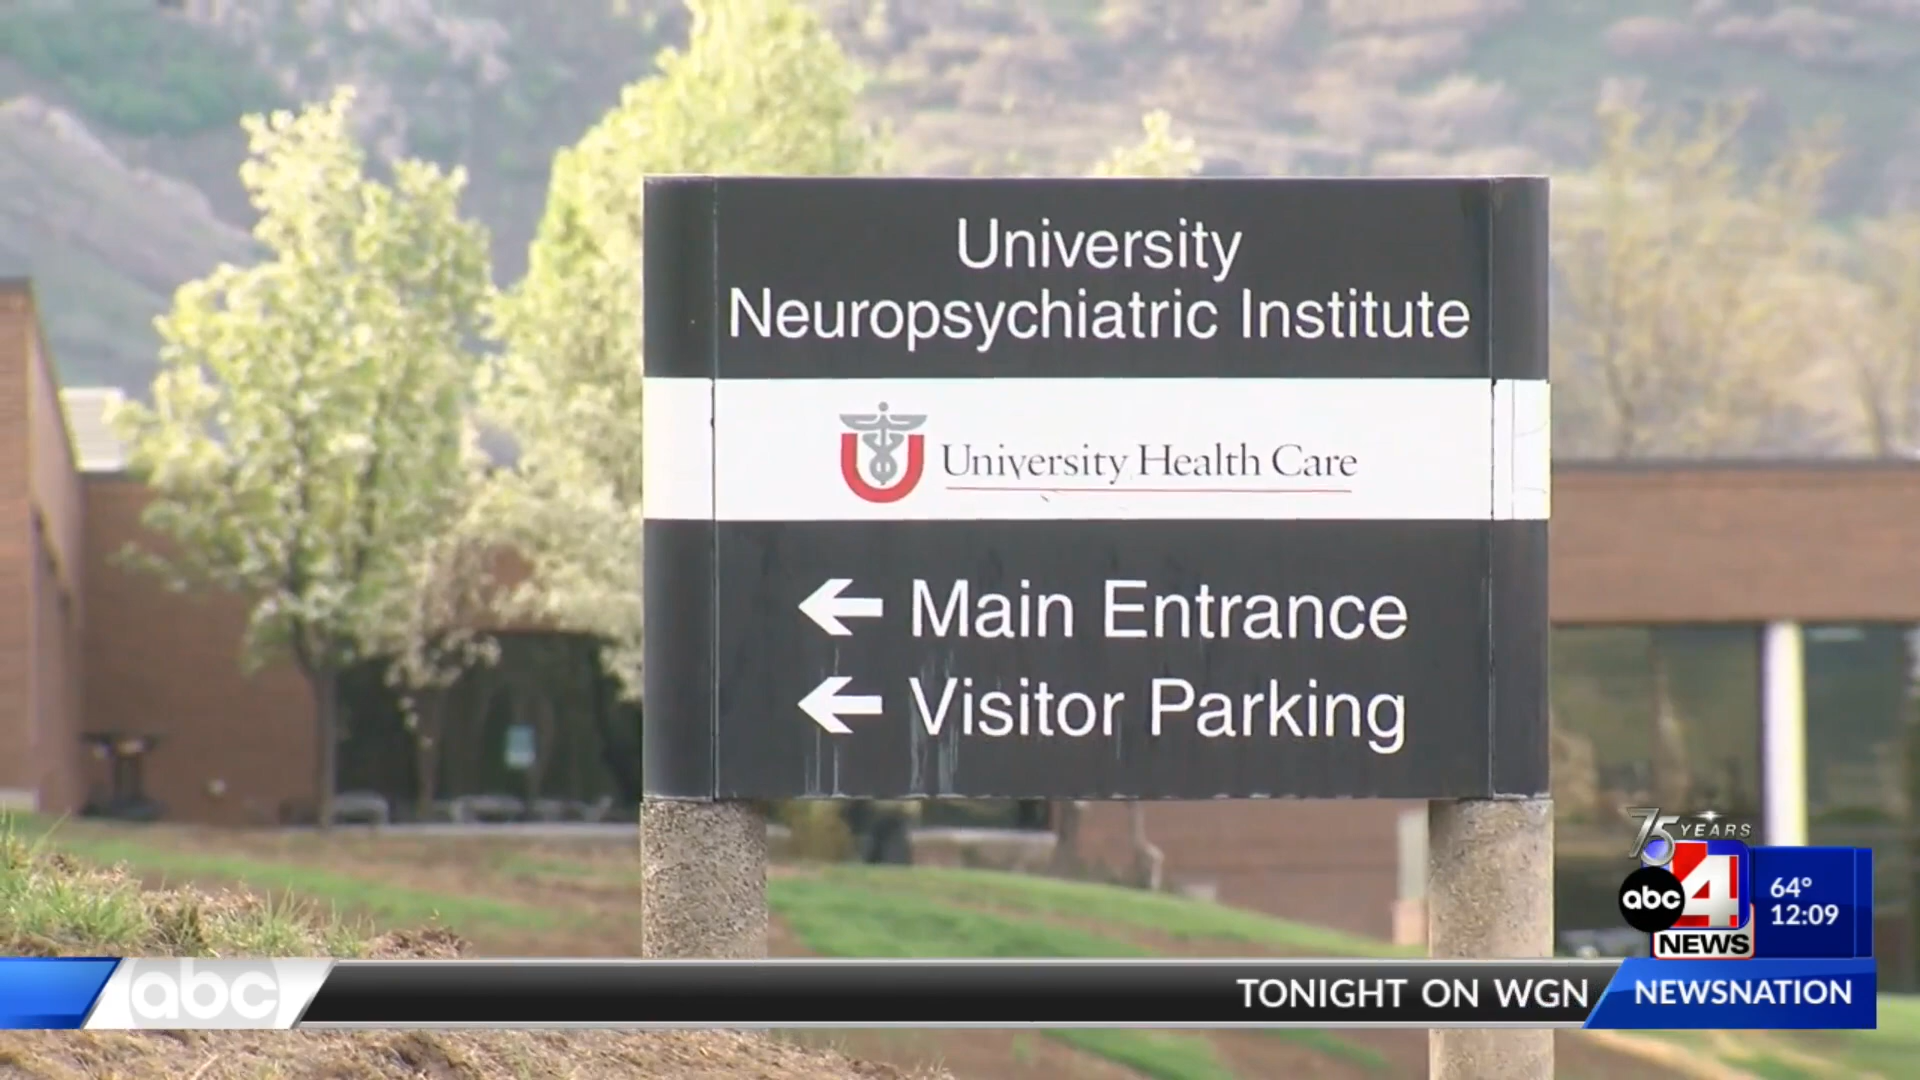 University
Neuropsychiatric Institute
University Health Care
Main Entrance
Visitor Parking
75 YEARS
abc 4
NEWS
64°
12:09
abc
TONIGHT ON WGN
NEWSNATION